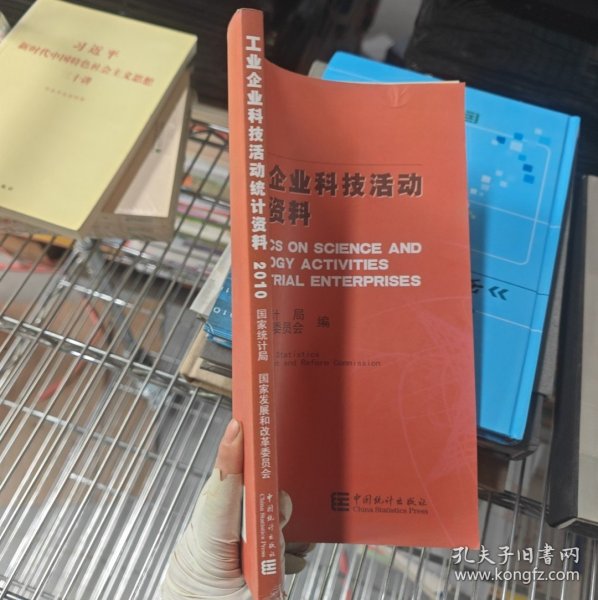 工业企业科技活动统计资料 2010
国家统计局 国家发展和改革委员会
中国统计出版社
China Statistics Press
企业科技活动
资料
CS ON SCIENCE AND
OGY ACTIVITIES
TRIAL ENTERPRISES
计 局
委员会 编
Statistics
and Reform Commission
中国统计出版社
China Statistics Press
习近平
新时代中国特色社会主义思想
三十讲
国
孔夫子旧书网
www.kongfz.com